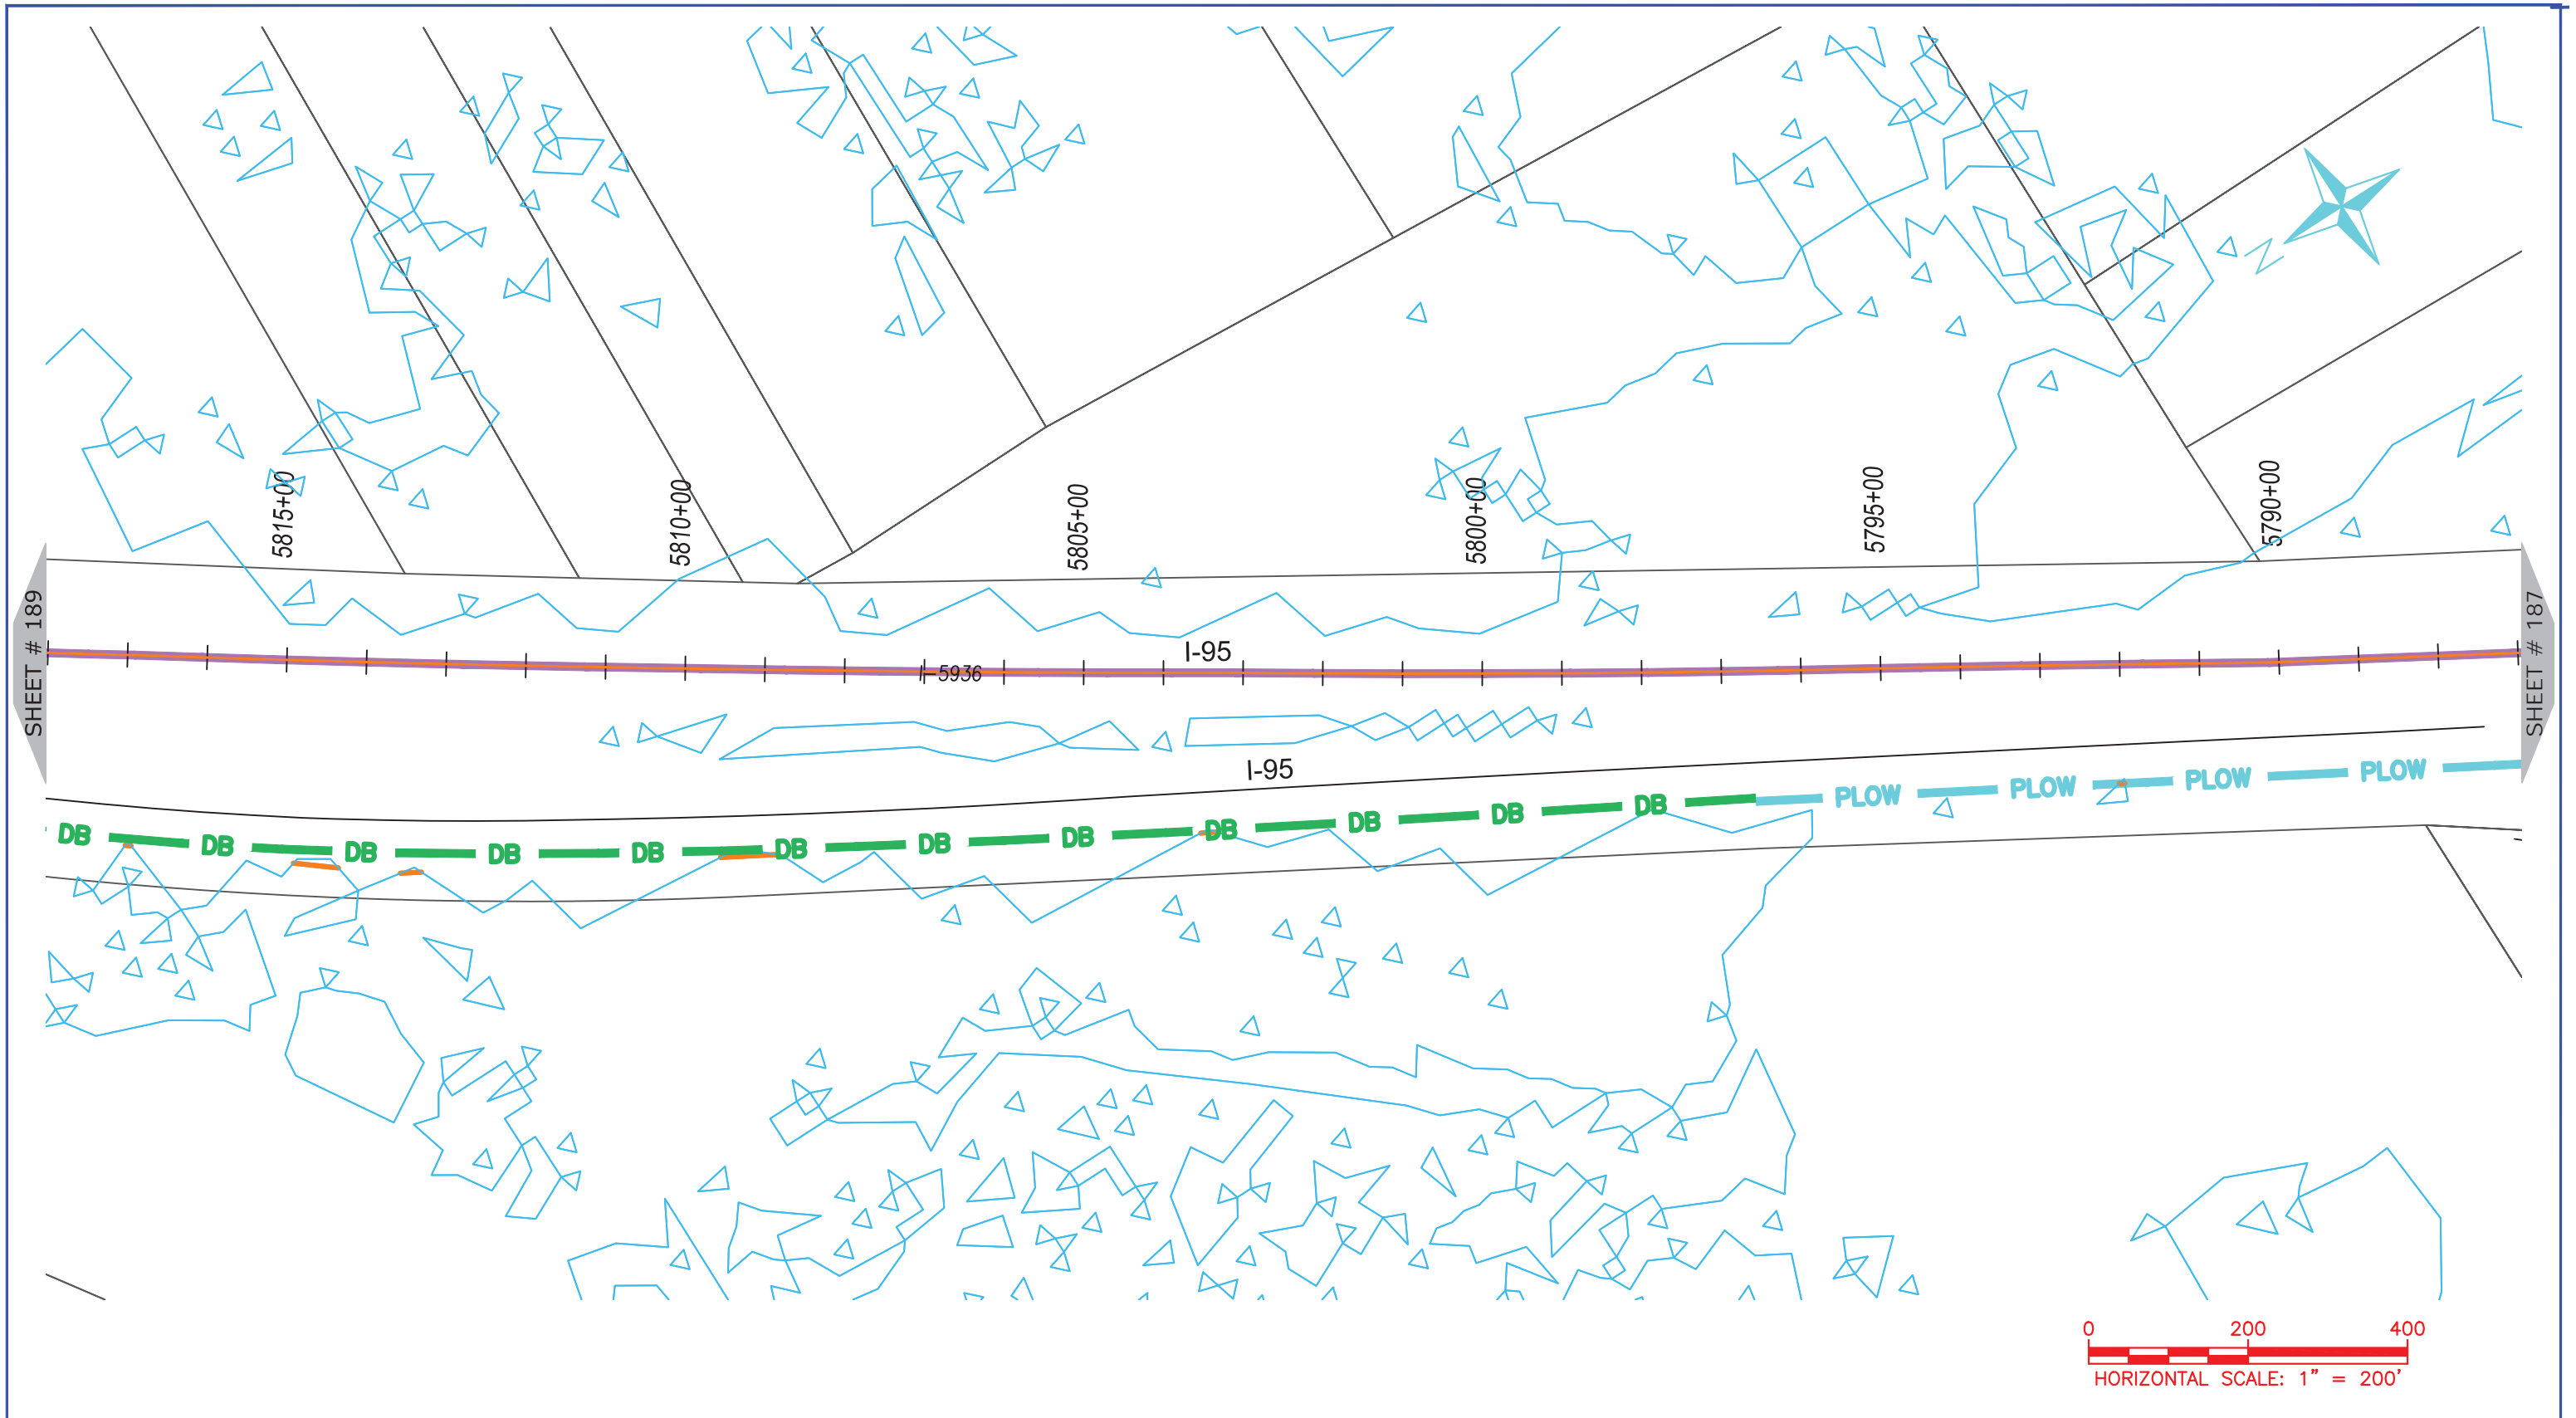 N
5815+00
5810+00
5805+00
5800+00
5795+00
5790+00
SHEET # 189
SHEET # 187
I-95
I-5936
I-95
DB DB DB DB DB DB DB DB DB DB DB DB PLOW PLOW PLOW PLOW
0 200 400
HORIZONTAL SCALE: 1" = 200'